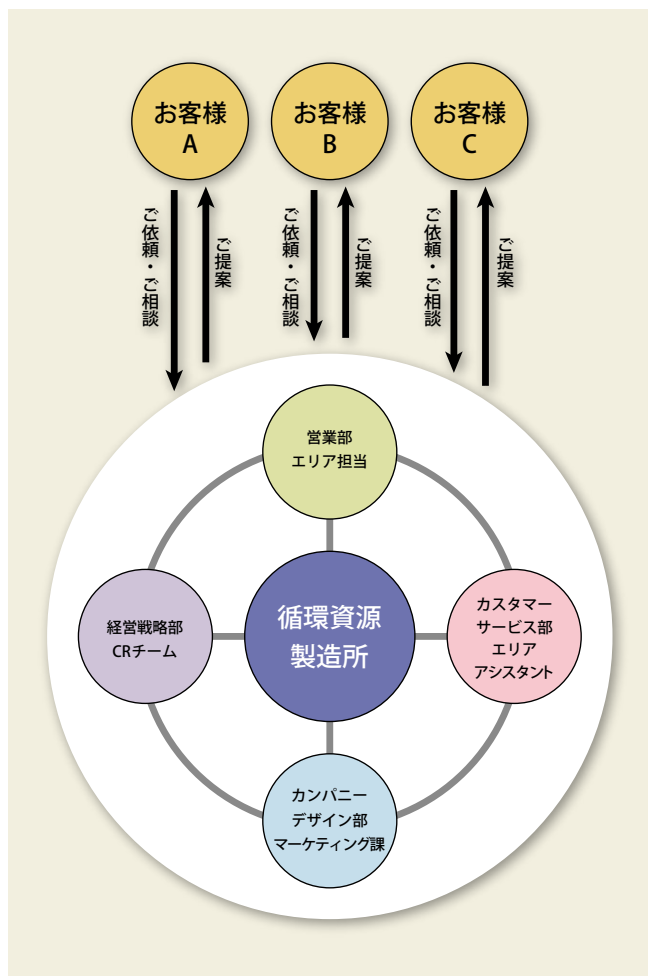 お客様
A
お客様
B
お客様
C
ご依頼・ご相談
ご提案
ご依頼・ご相談
ご提案
ご依頼・ご相談
ご提案
営業部
エリア担当
経営戦略部
CRチーム
循環資源
製造所
カスタマー
サービス部
エリア
アシスタント
カンパニー
デザイン部
マーケティング課